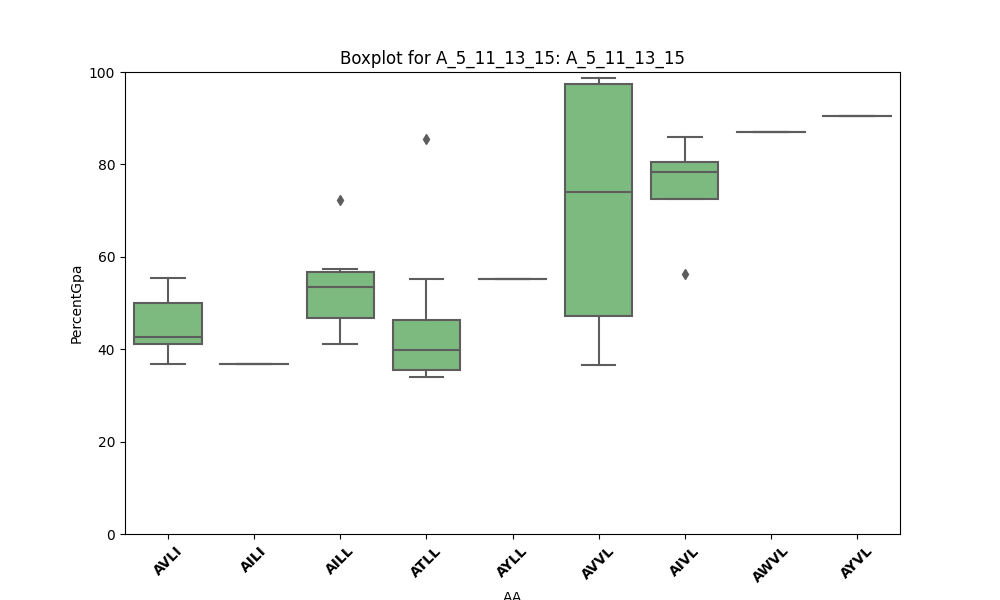 Boxplot for A_5_11_13_15: A_5_11_13_15
100
80
60
40
20
0
PercentGpa
AVLI AILI AILL ATLL AYLL AVVL AIVL AWVL AYVL
AA